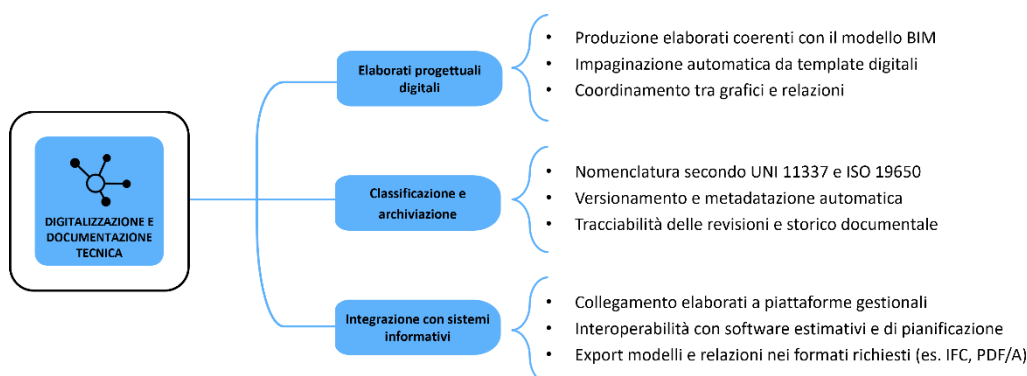 DIGITALIZZAZIONE E
DOCUMENTAZIONE
TECNICA
Elaborati progettuali
digitali
• Produzione elaborati coerenti con il modello BIM
• Impaginazione automatica da template digitali
• Coordinamento tra grafici e relazioni
Classificazione e
archiviazione
• Nomenclatura secondo UNI 11337 e ISO 19650
• Versionamento e metadatazione automatica
• Tracciabilità delle revisioni e storico documentale
Integrazione con sistemi
informativi
• Collegamento elaborati a piattaforme gestionali
• Interoperabilità con software estimativi e di pianificazione
• Export modelli e relazioni nei formati richiesti (es. IFC, PDF/A)